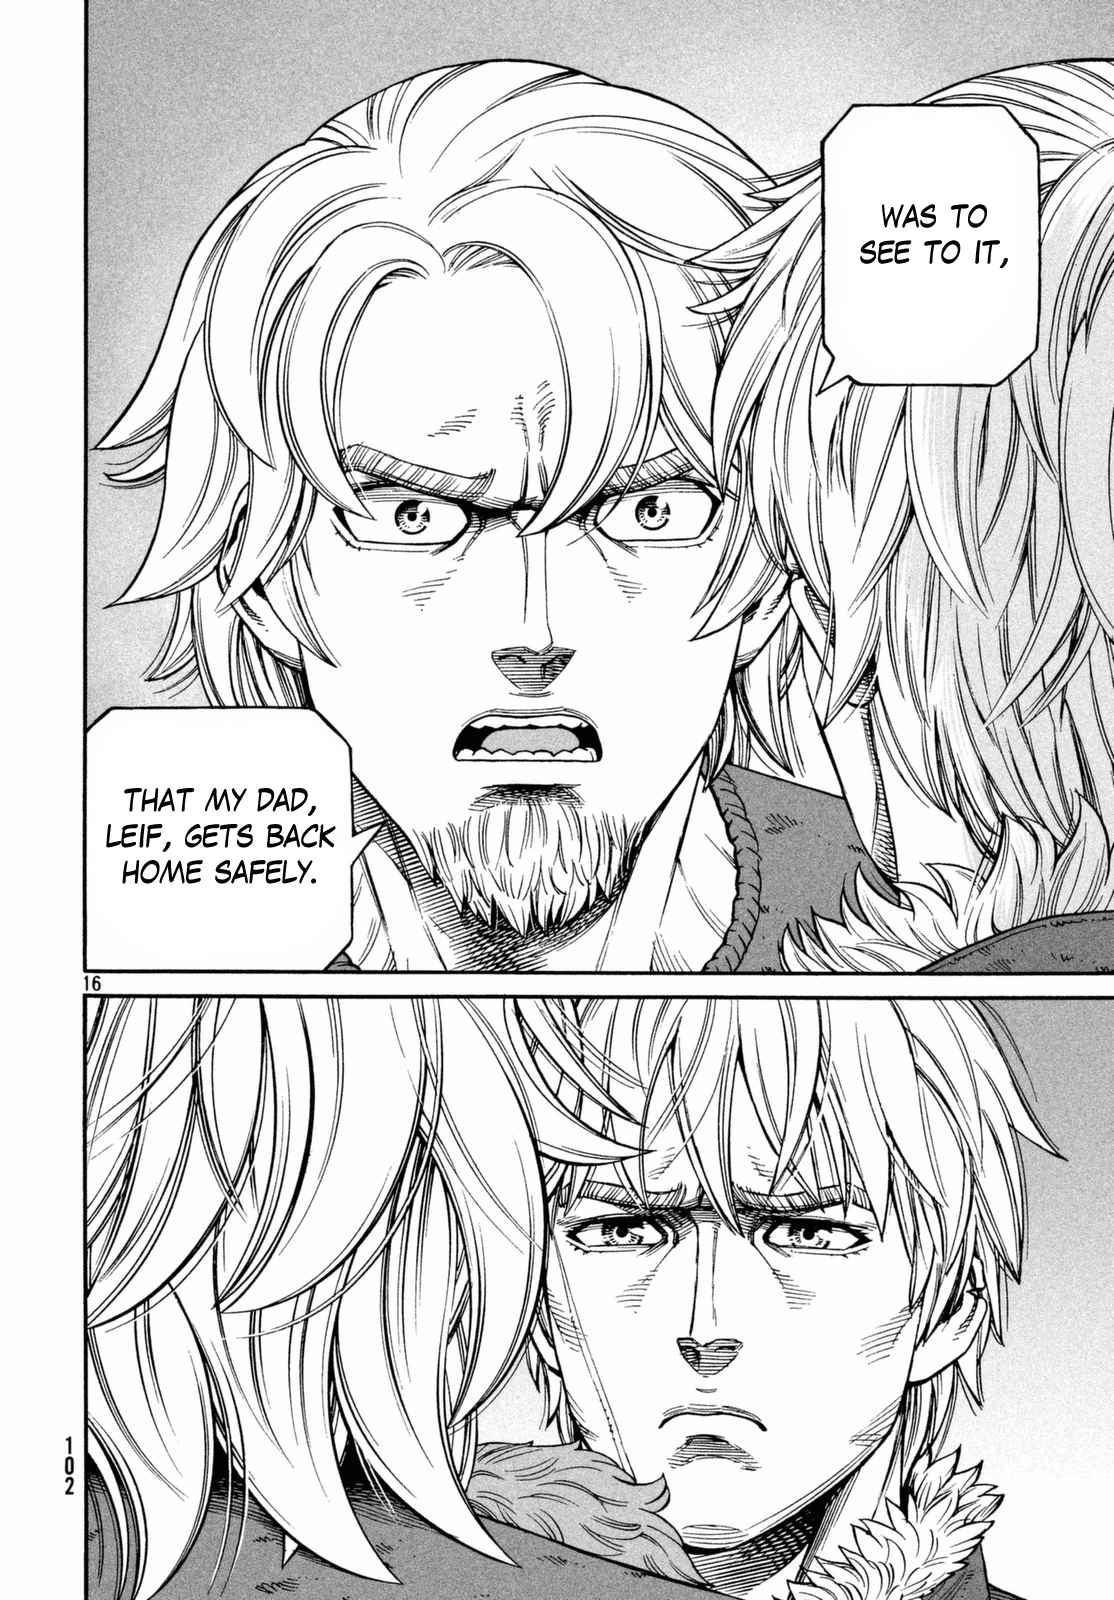 WAS TO
SEE TO IT,
THAT MY DAD,
LEIF, GETS BACK
HOME SAFELY.
16
102